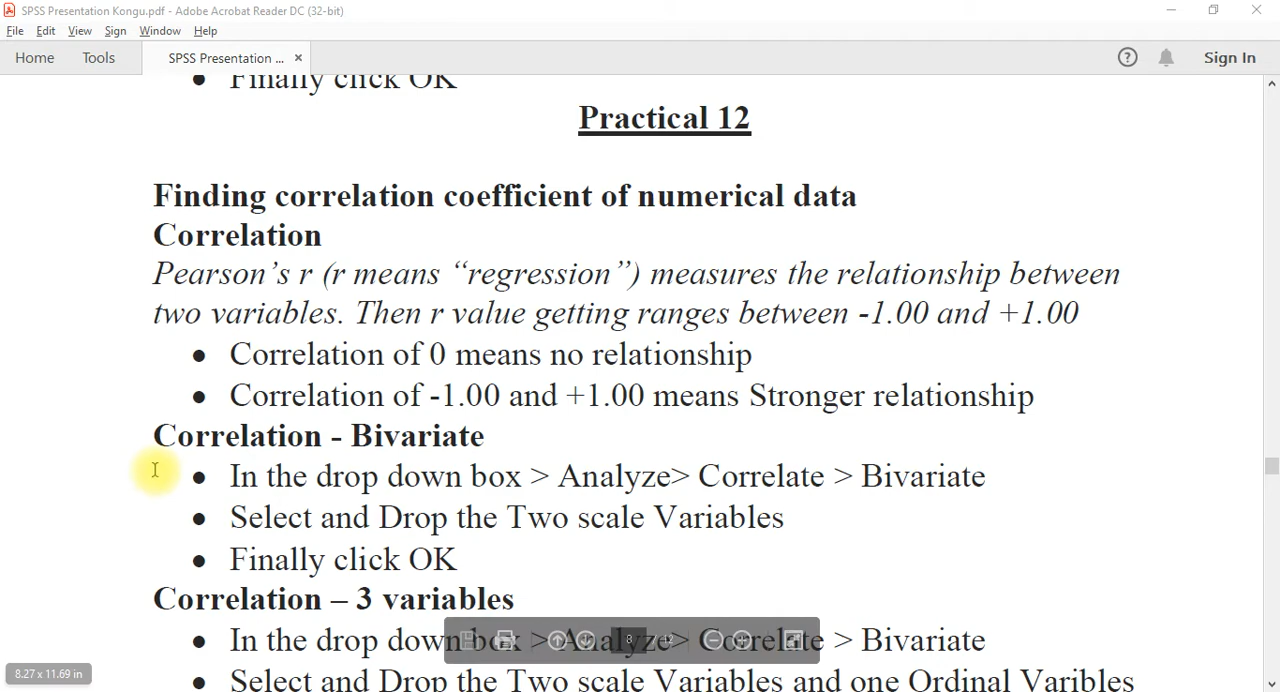 SPSS Presentation Kongu.pdf - Adobe Acrobat Reader DC (32-bit)
File Edit View Sign Window Help
Home Tools SPSS Presentation ... × Sign In
• Finally click OK
Practical 12
Finding correlation coefficient of numerical data
Correlation
Pearson's r (r means “regression”) measures the relationship between
two variables. Then r value getting ranges between -1.00 and +1.00
• Correlation of 0 means no relationship
• Correlation of -1.00 and +1.00 means Stronger relationship
Correlation - Bivariate
• In the drop down box > Analyze> Correlate > Bivariate
• Select and Drop the Two scale Variables
• Finally click OK
Correlation – 3 variables
• In the drop down box > Analyze> Correlate > Bivariate
8 / 12
8.27 x 11.69 in
• Select and Drop the Two scale Variables and one Ordinal Varibles